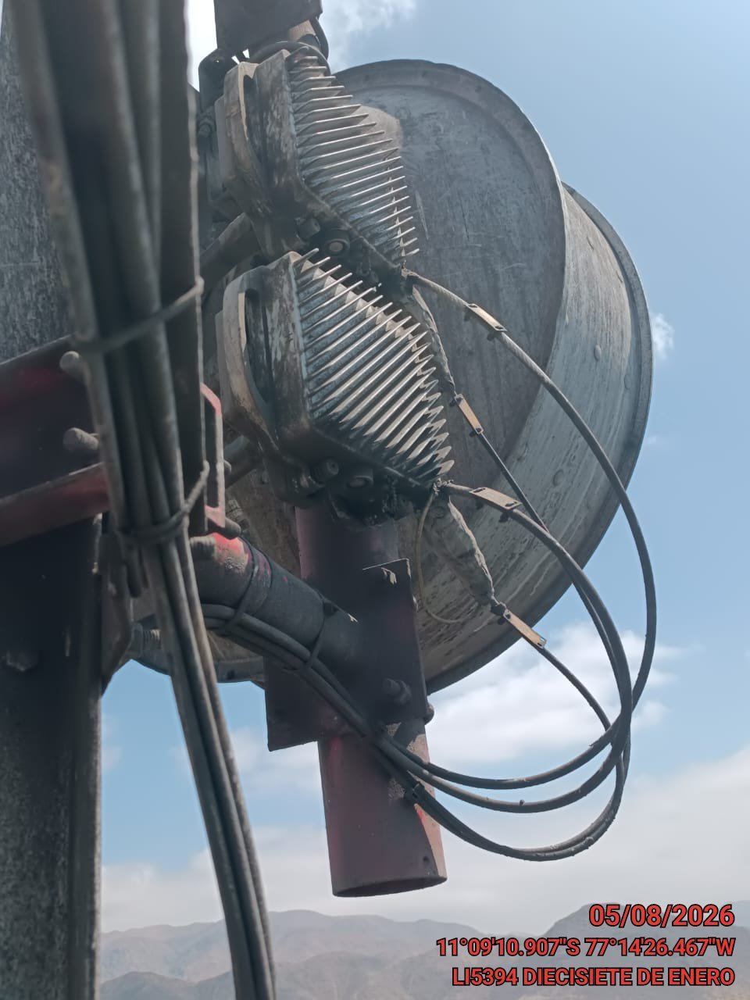 05/08/2026
11°09'10.907"S 77°14'26.467"W
LI5394 DIECISIETE DE ENERO